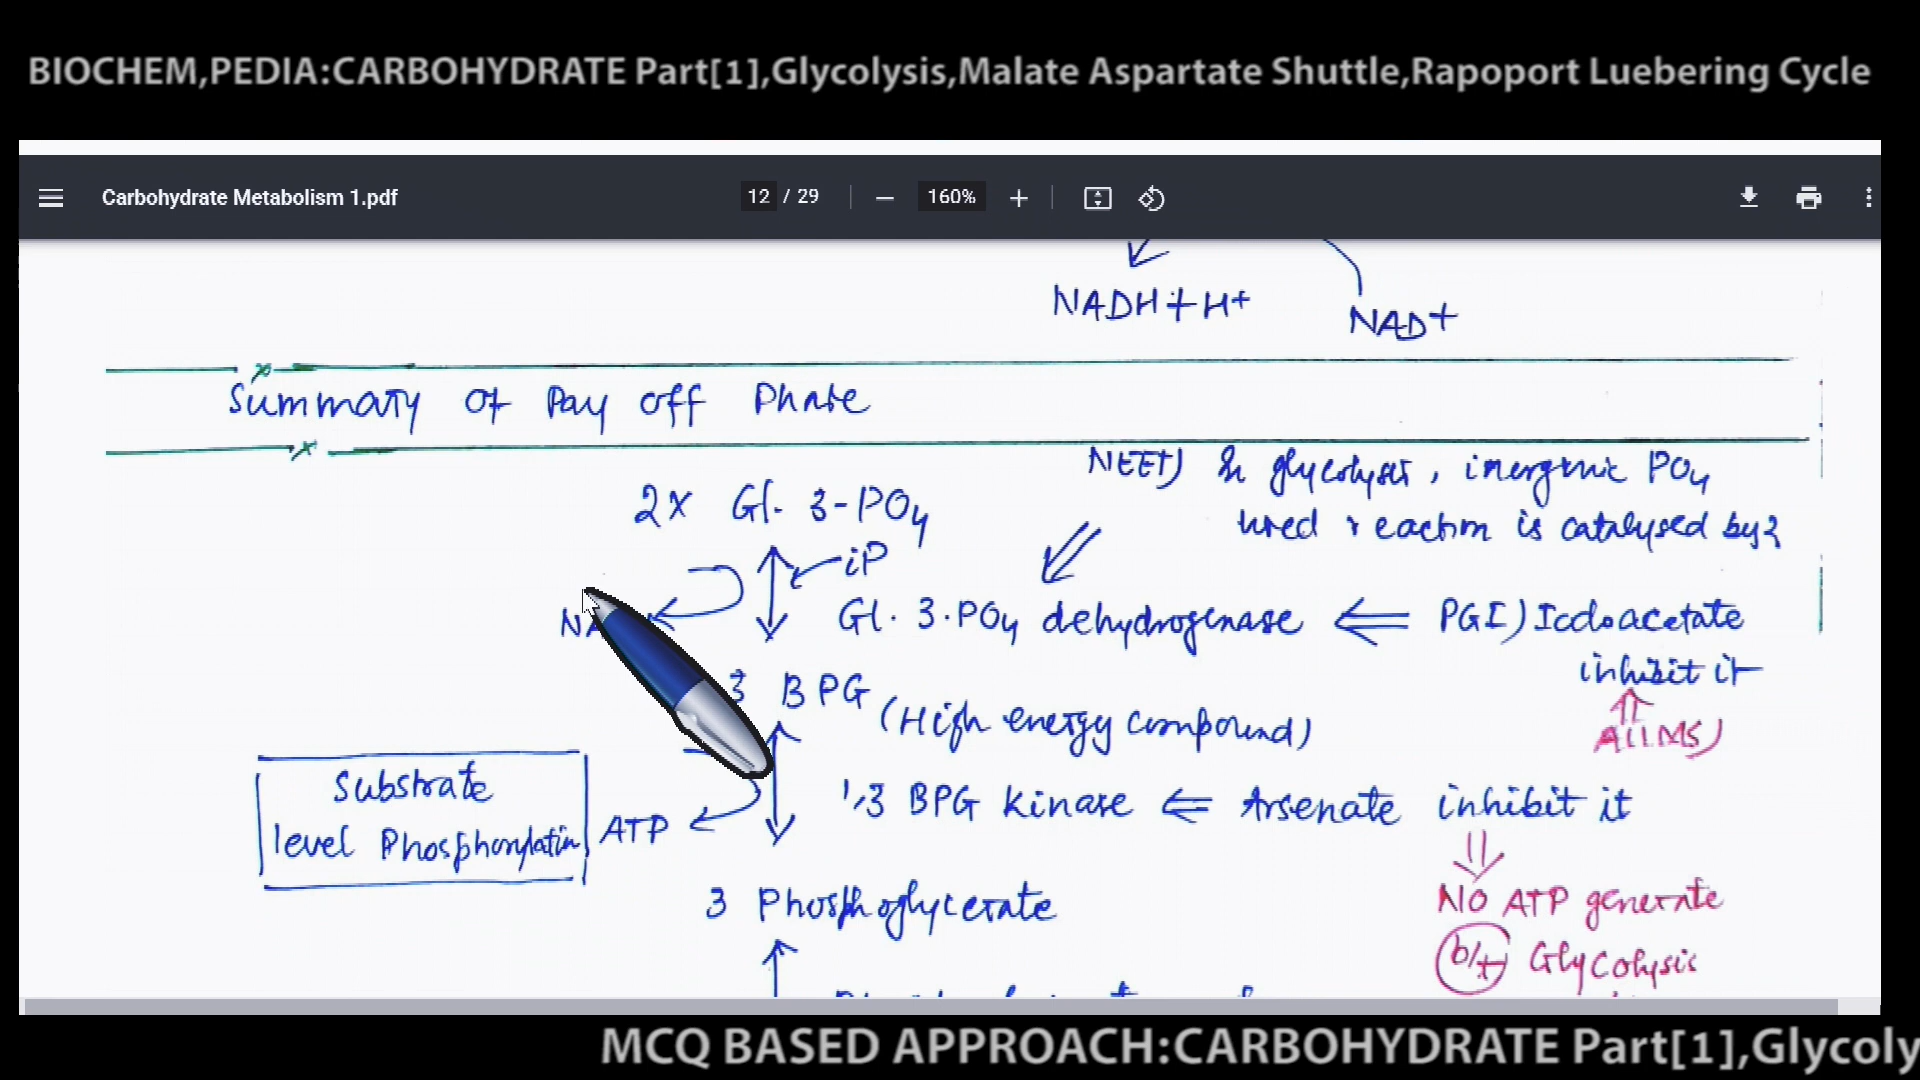 BIOCHEM,PEDIA:CARBOHYDRATE Part[1],Glycolysis,Malate Aspartate Shuttle,Rapoport Luebering Cycle
Carbohydrate Metabolism 1.pdf
12 / 29
160%
NADH + H+
NAD+
Summary of Pay off Phase
NEET) In glycolysis, inorganic PO4
used & reaction is catalysed by?
2x Gl. 3-PO4
iP
NA
Gl. 3.PO4 dehydrogenase ⇐ PGI) Iodoacetate
inhibit it
AIIMS)
3 BPG (High energy compound)
1,3 BPG Kinase ⇐ Arsenate inhibit it
Substrate
level Phosphorylation
ATP
3 Phosphoglycerate
NO ATP generate
b/t Glycolysis
MCQ BASED APPROACH:CARBOHYDRATE Part[1],Glycoly